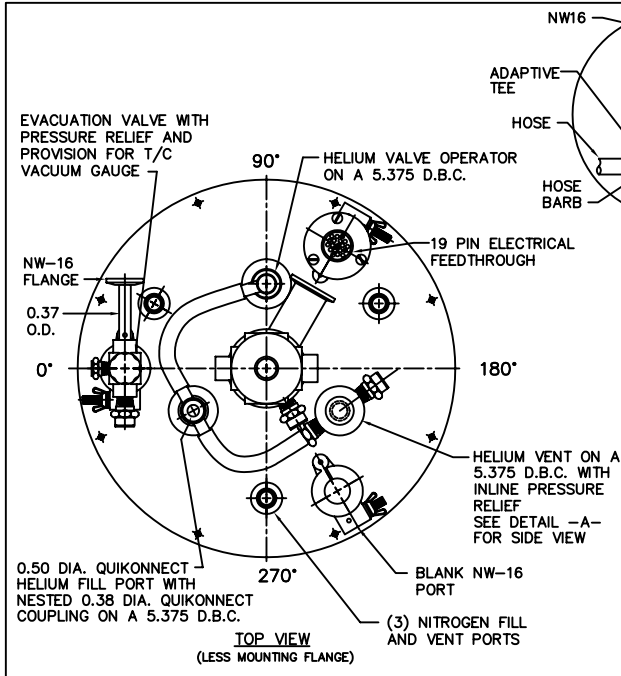 NW16
ADAPTIVE
TEE
HOSE
HOSE
BARB
EVACUATION VALVE WITH
PRESSURE RELIEF AND
PROVISION FOR T/C
VACUUM GAUGE
90°
HELIUM VALVE OPERATOR
ON A 5.375 D.B.C.
19 PIN ELECTRICAL
FEEDTHROUGH
NW-16
FLANGE
0.37
O.D.
0°
180°
HELIUM VENT ON A
5.375 D.B.C. WITH
INLINE PRESSURE
RELIEF
SEE DETAIL -A-
FOR SIDE VIEW
0.50 DIA. QUIKONNECT
HELIUM FILL PORT WITH
NESTED 0.38 DIA. QUIKONNECT
COUPLING ON A 5.375 D.B.C.
270°
BLANK NW-16
PORT
(3) NITROGEN FILL
AND VENT PORTS
TOP VIEW
(LESS MOUNTING FLANGE)